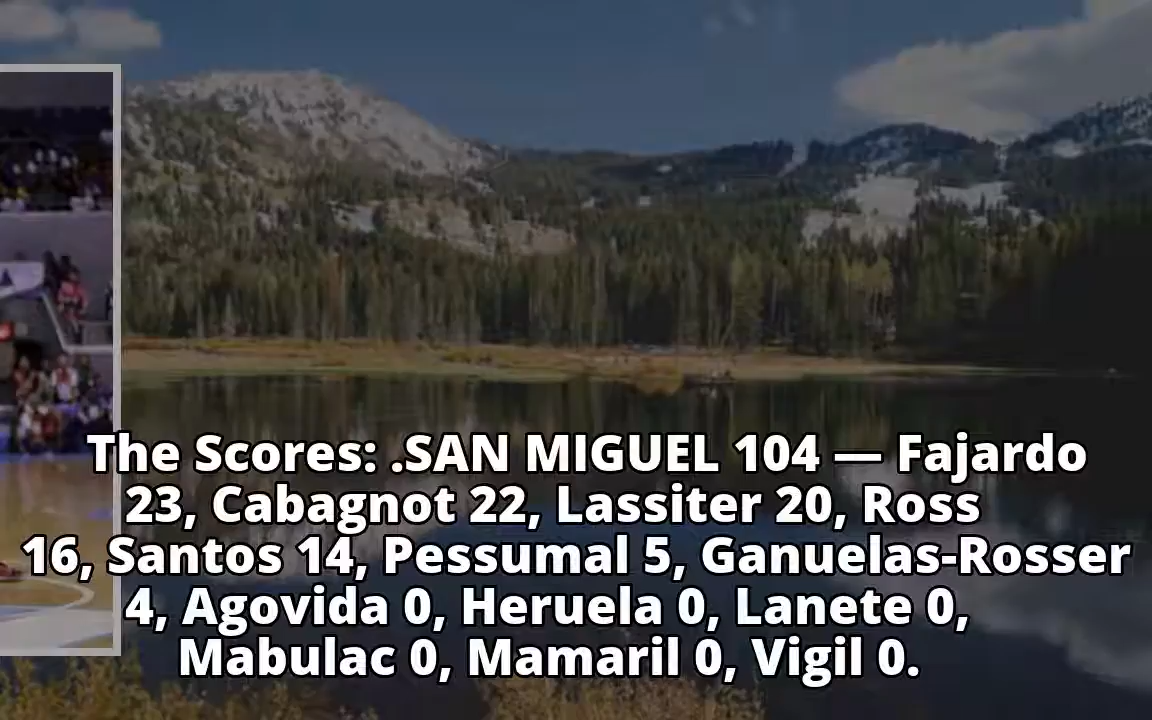 The Scores: .SAN MIGUEL 104 — Fajardo
23, Cabagnot 22, Lassiter 20, Ross
16, Santos 14, Pessumal 5, Ganuelas-Rosser
4, Agovida 0, Heruela 0, Lanete 0,
Mabulac 0, Mamaril 0, Vigil 0.